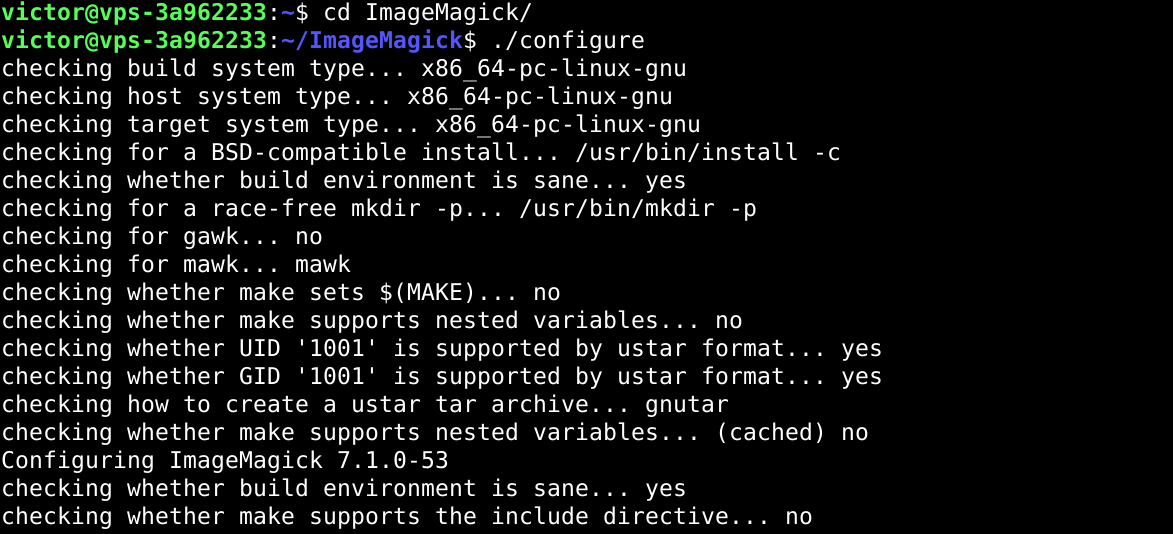 victor@vps-3a962233:~$ cd ImageMagick/
victor@vps-3a962233:~/ImageMagick$ ./configure
checking build system type... x86_64-pc-linux-gnu
checking host system type... x86_64-pc-linux-gnu
checking target system type... x86_64-pc-linux-gnu
checking for a BSD-compatible install... /usr/bin/install -c
checking whether build environment is sane... yes
checking for a race-free mkdir -p... /usr/bin/mkdir -p
checking for gawk... no
checking for mawk... mawk
checking whether make sets $(MAKE)... no
checking whether make supports nested variables... no
checking whether UID '1001' is supported by ustar format... yes
checking whether GID '1001' is supported by ustar format... yes
checking how to create a ustar tar archive... gnutar
checking whether make supports nested variables... (cached) no
Configuring ImageMagick 7.1.0-53
checking whether build environment is sane... yes
checking whether make supports the include directive... no